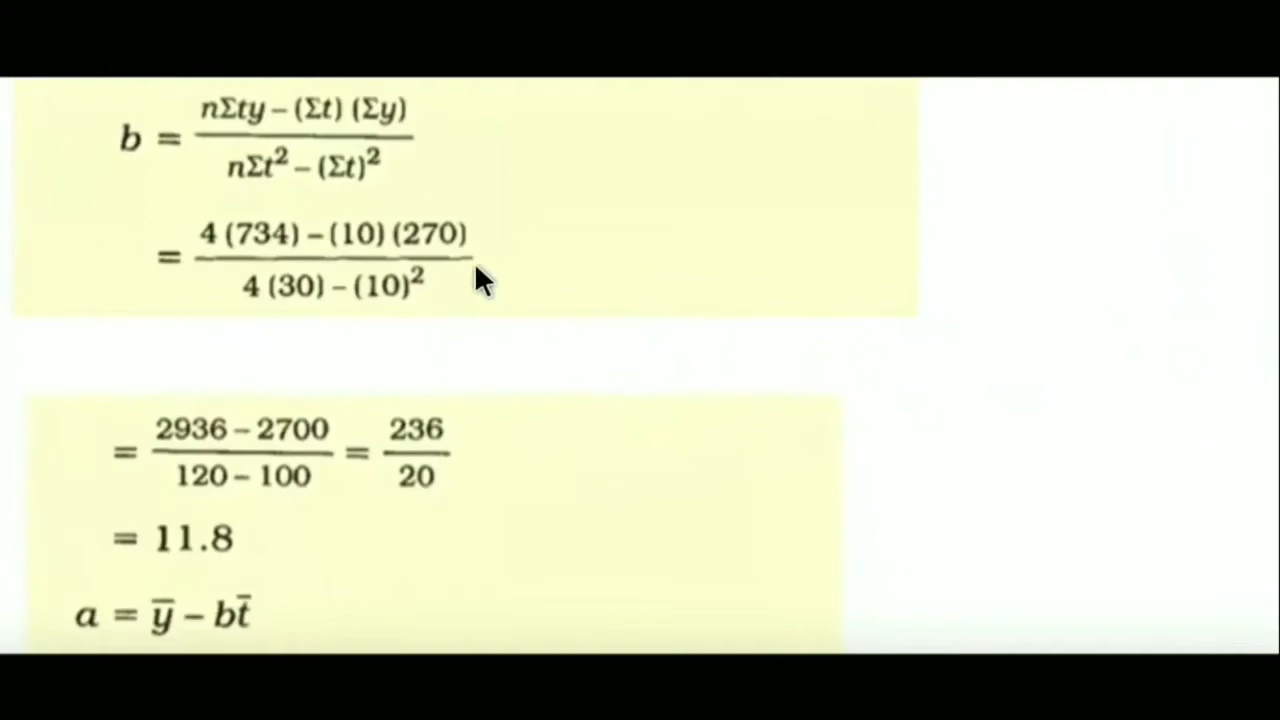 b = nΣty – (Σt) (Σy) / nΣt² – (Σt)²
= 4 (734) – (10) (270) / 4 (30) – (10)²
= 2936 – 2700 / 120 – 100 = 236 / 20
= 11.8
a = y̅ – bt̅